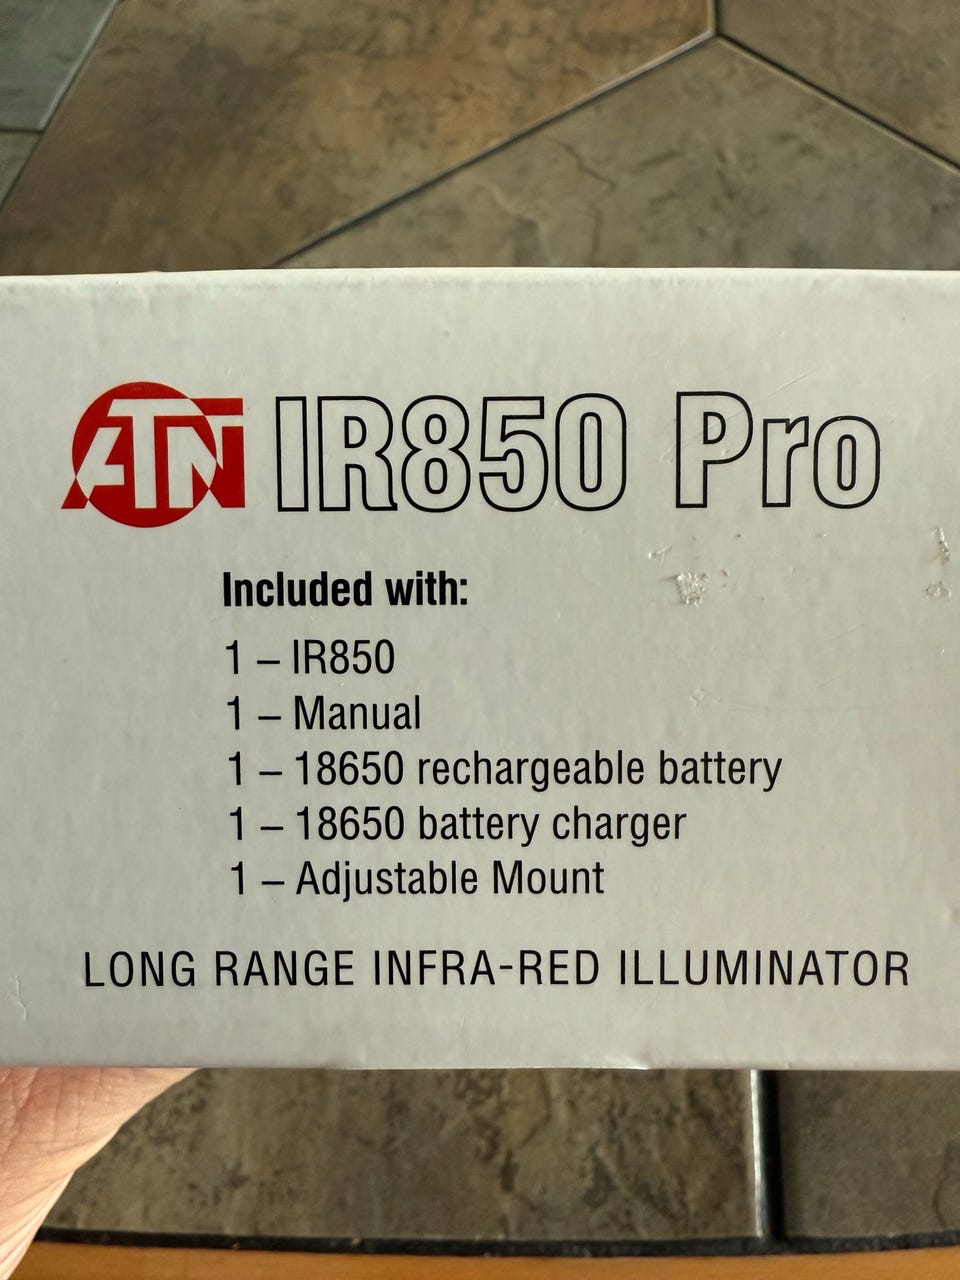 ATN IR850 Pro
Included with:
1 – IR850
1 – Manual
1 – 18650 rechargeable battery
1 – 18650 battery charger
1 – Adjustable Mount
LONG RANGE INFRA-RED ILLUMINATOR